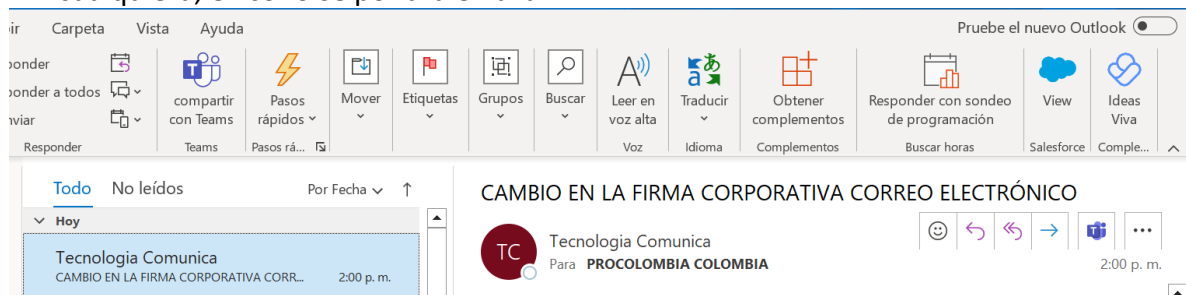 Carpeta Vista Ayuda Pruebe el nuevo Outlook
Responder a todos
compartir con Teams
Pasos rápidos
Mover
Etiquetas
Grupos
Buscar
Leer en voz alta
Traducir
Obtener complementos
Responder con sondeo de programación
View
Ideas Viva
Responder
Teams
Pasos rá...
Voz
Idioma
Complementos
Buscar horas
Salesforce
Comple...
Todo No leídos Por Fecha
Hoy
Tecnologia Comunica
CAMBIO EN LA FIRMA CORPORATIVA CORR... 2:00 p. m.
CAMBIO EN LA FIRMA CORPORATIVA CORREO ELECTRÓNICO
TC
Tecnologia Comunica
Para PROCOLOMBIA COLOMBIA
2:00 p. m.